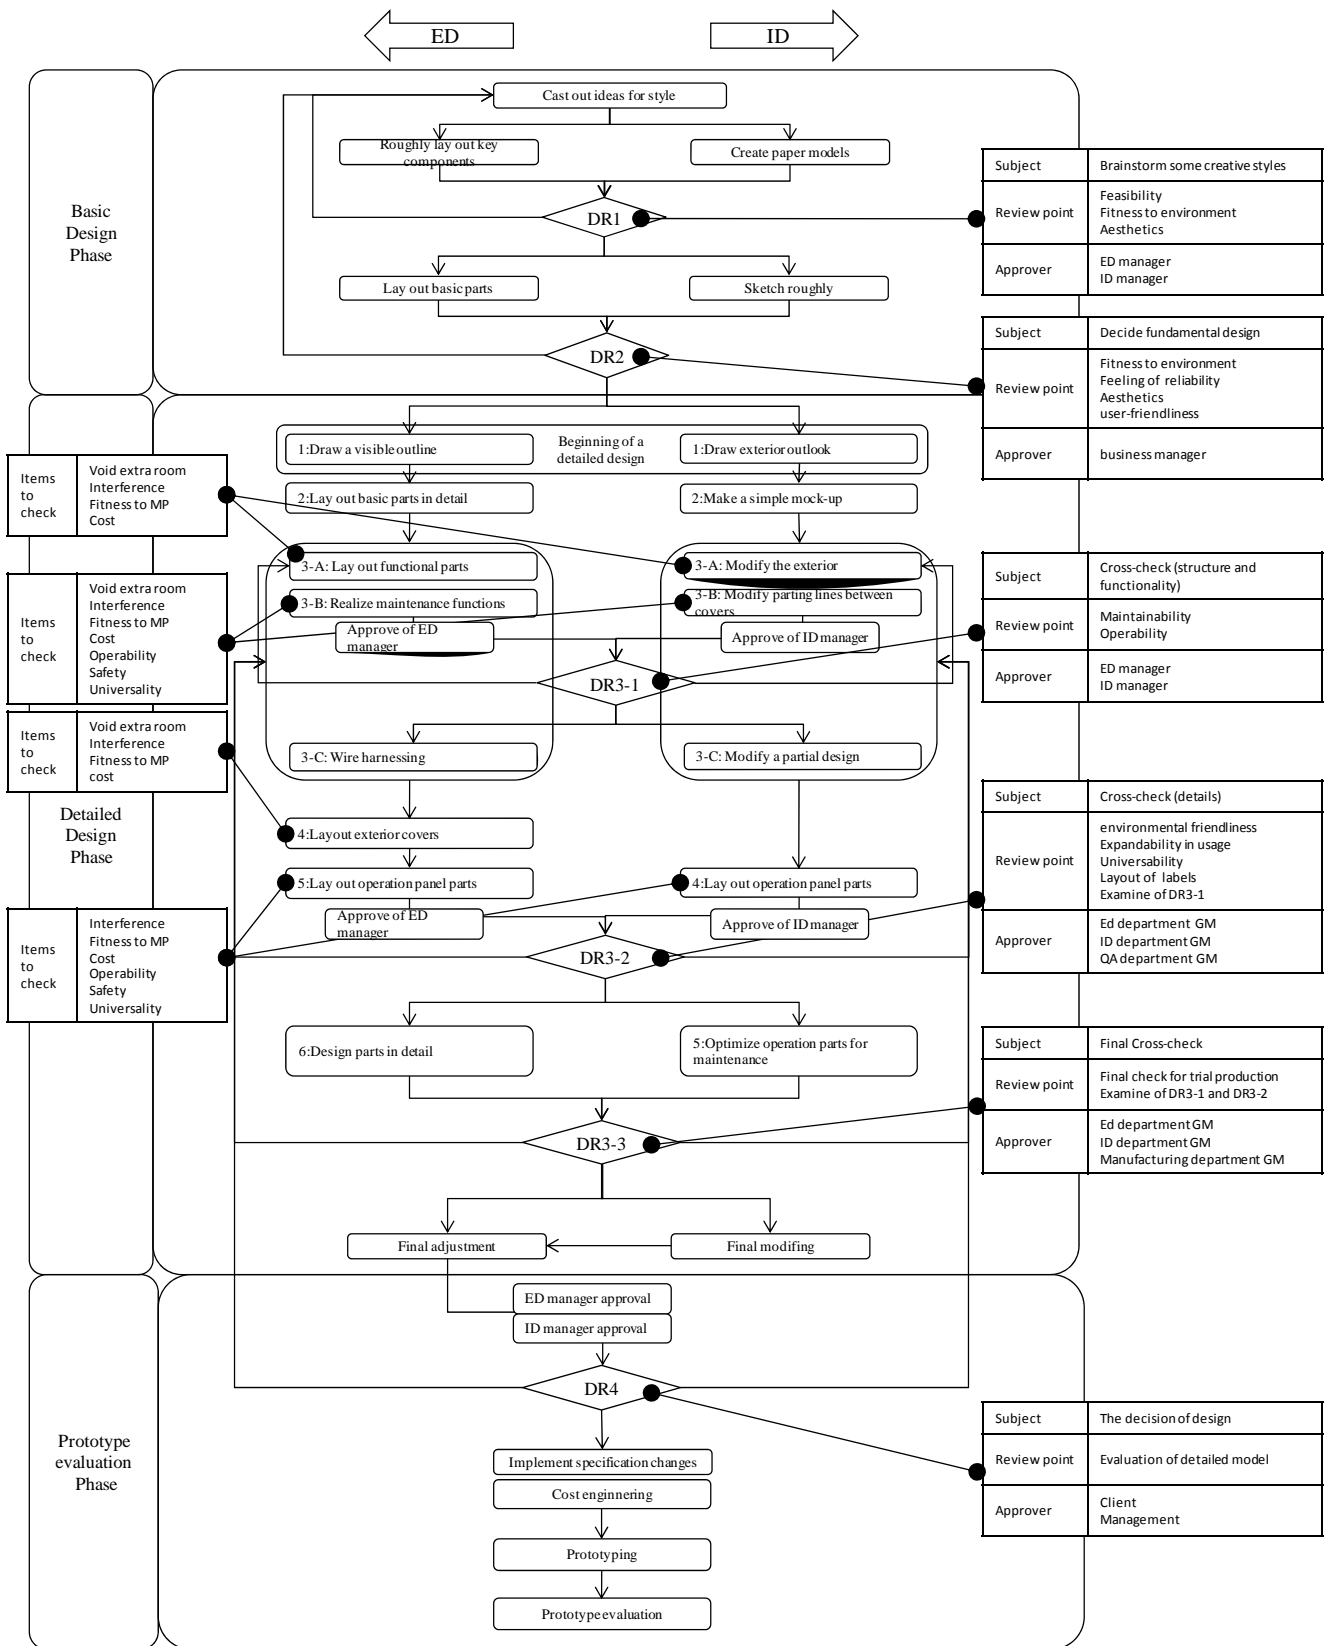 ED
ID
Cast out ideas for style
Roughly lay out key
components
Create paper models
DR1
Lay out basic parts
Sketch roughly
DR2
Basic
Design
Phase
Subject
Brainstorm some creative styles
Review point
Feasibility
Fitness to environment
Aesthetics
Approver
ED manager
ID manager
Subject
Decide fundamental design
Review point
Fitness to environment
Feeling of reliability
Aesthetics
user-friendliness
Approver
business manager
1:Draw a visible outline
Beginning of a
detailed design
1:Draw exterior outlook
2:Lay out basic parts in detail
2:Make a simple mock-up
3-A: Lay out functional parts
3-A: Modify the exterior
3-B: Realize maintenance functions
3-B: Modify parting lines between
covers
Approve of ED
manager
Approve of ID manager
DR3-1
3-C: Wire harnessing
3-C: Modify a partial design
4:Layout exterior covers
5:Lay out operation panel parts
4:Lay out operation panel parts
Approve of ED
manager
Approve of ID manager
DR3-2
6:Design parts in detail
5:Optimize operation parts for
maintenance
DR3-3
Final adjustment
Final modifing
Items
to
check
Void extra room
Interference
Fitness to MP
Cost
Items
to
check
Void extra room
Interference
Fitness to MP
Cost
Operability
Safety
Universality
Items
to
check
Void extra room
Interference
Fitness to MP
cost
Detailed
Design
Phase
Items
to
check
Interference
Fitness to MP
Cost
Operability
Safety
Universality
Subject
Cross-check (structure and
functionality)
Review point
Maintainability
Operability
Approver
ED manager
ID manager
Subject
Cross-check (details)
Review point
environmental friendliness
Expandability in usage
Universability
Layout of labels
Examine of DR3-1
Approver
Ed department GM
ID department GM
QA department GM
Subject
Final Cross-check
Review point
Final check for trial production
Examine of DR3-1 and DR3-2
Approver
Ed department GM
ID department GM
Manufacturing department GM
ED manager approval
ID manager approval
DR4
Implement specification changes
Cost enginnering
Prototyping
Prototype evaluation
Prototype
evaluation
Phase
Subject
The decision of design
Review point
Evaluation of detailed model
Approver
Client
Management